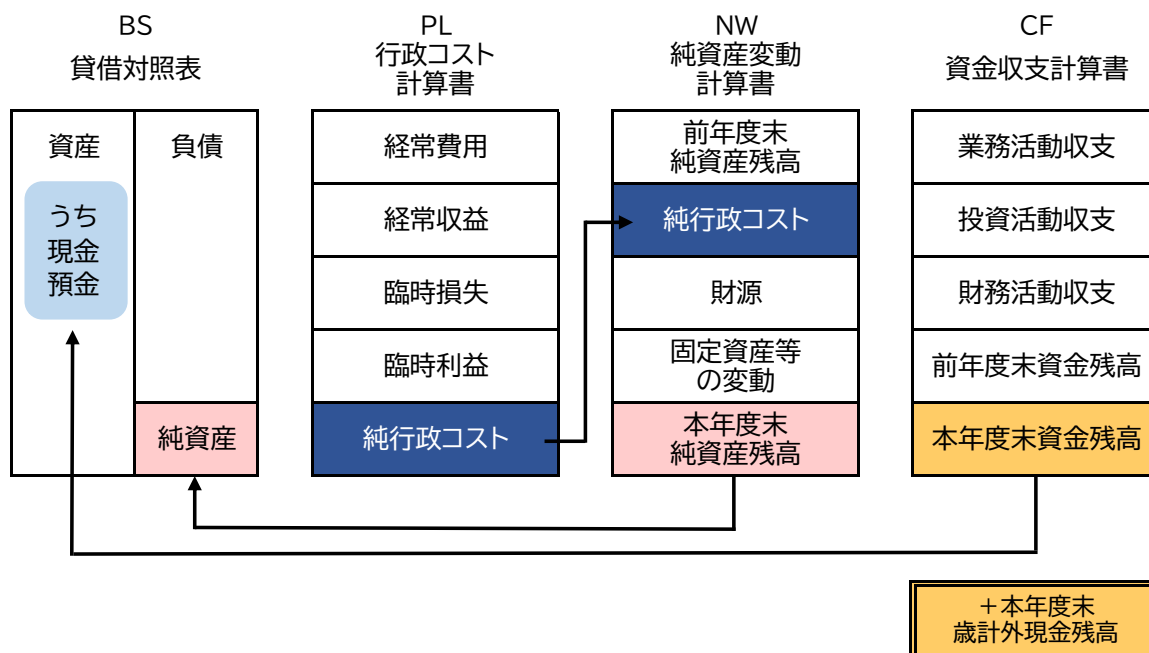 BS
貸借対照表
資産
負債
うち
現金
預金
純資産
PL
行政コスト
計算書
経常費用
経常収益
臨時損失
臨時利益
純行政コスト
NW
純資産変動
計算書
前年度末
純資産残高
純行政コスト
財源
固定資産等
の変動
本年度末
純資産残高
CF
資金収支計算書
業務活動収支
投資活動収支
財務活動収支
前年度末資金残高
本年度末資金残高
＋本年度末
歳計外現金残高